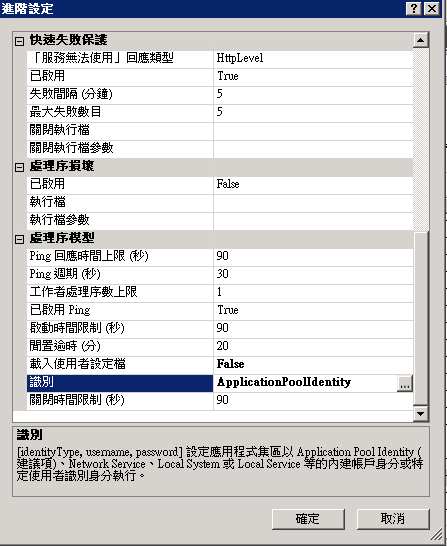 進階設定
快速失敗保護
「服務無法使用」回應類型 HttpLevel
已啟用 True
失敗間隔 (分鐘) 5
最大失敗數目 5
關閉執行檔
關閉執行檔參數
處理序損壞
已啟用 False
執行檔
執行檔參數
處理序模型
Ping 回應時間上限 (秒) 90
Ping 週期 (秒) 30
工作者處理序數上限 1
已啟用 Ping True
啟動時間限制 (秒) 90
閒置逾時 (分) 20
載入使用者設定檔 False
識別 ApplicationPoolIdentity ...
關閉時間限制 (秒) 90
識別
[identityType, username, password] 設定應用程式集區以 Application Pool Identity (
建議項)、Network Service、Local System 或 Local Service 等的內建帳戶身分或特
定使用者識別身分執行。
確定 取消